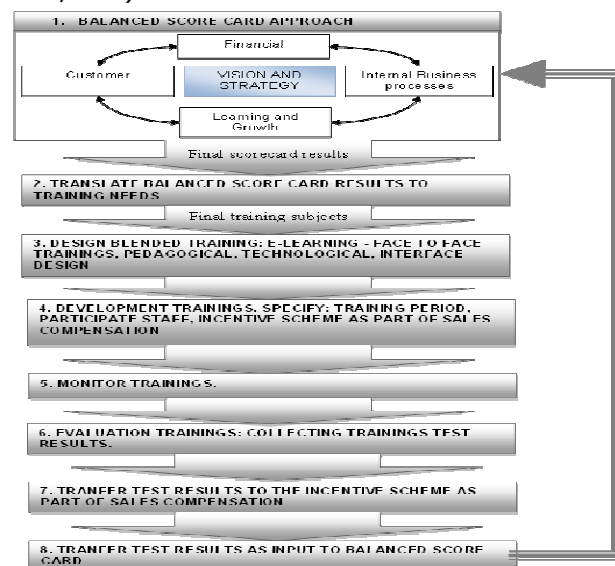 1. BALANCED SCORE CARD APPROACH
Financial
Customer
VISION AND
STRATEGY
Internal Business
processes
Learning and
Growth
Final scorecard results
2. TRANSLATE BALANCED SCORE CARD RESULTS TO
TRAINING NEEDS
Final training subjects
3. DESIGN BLENDED TRAINING: E-LEARNING - FACE TO FACE
TRAININGS, PEDAGOGICAL, TECHNOLOGICAL, INTERFACE
DESIGN
4. DEVELOPMENT TRAININGS. SPECIFY: TRAINING PERIOD,
PARTICIPATE STAFF, INCENTIVE SCHEME AS PART OF SALES
COMPENSATION
5. MONITOR TRAININGS.
6. EVALUATION TRAININGS: COLLECTING TRAININGS TEST
RESULTS.
7. TRANFER TEST RESULTS TO THE INCENTIVE SCHEME AS
PART OF SALES COMPENSATION
8. TRANFER TEST RESULTS AS INPUT TO BALANCED SCORE
CARD